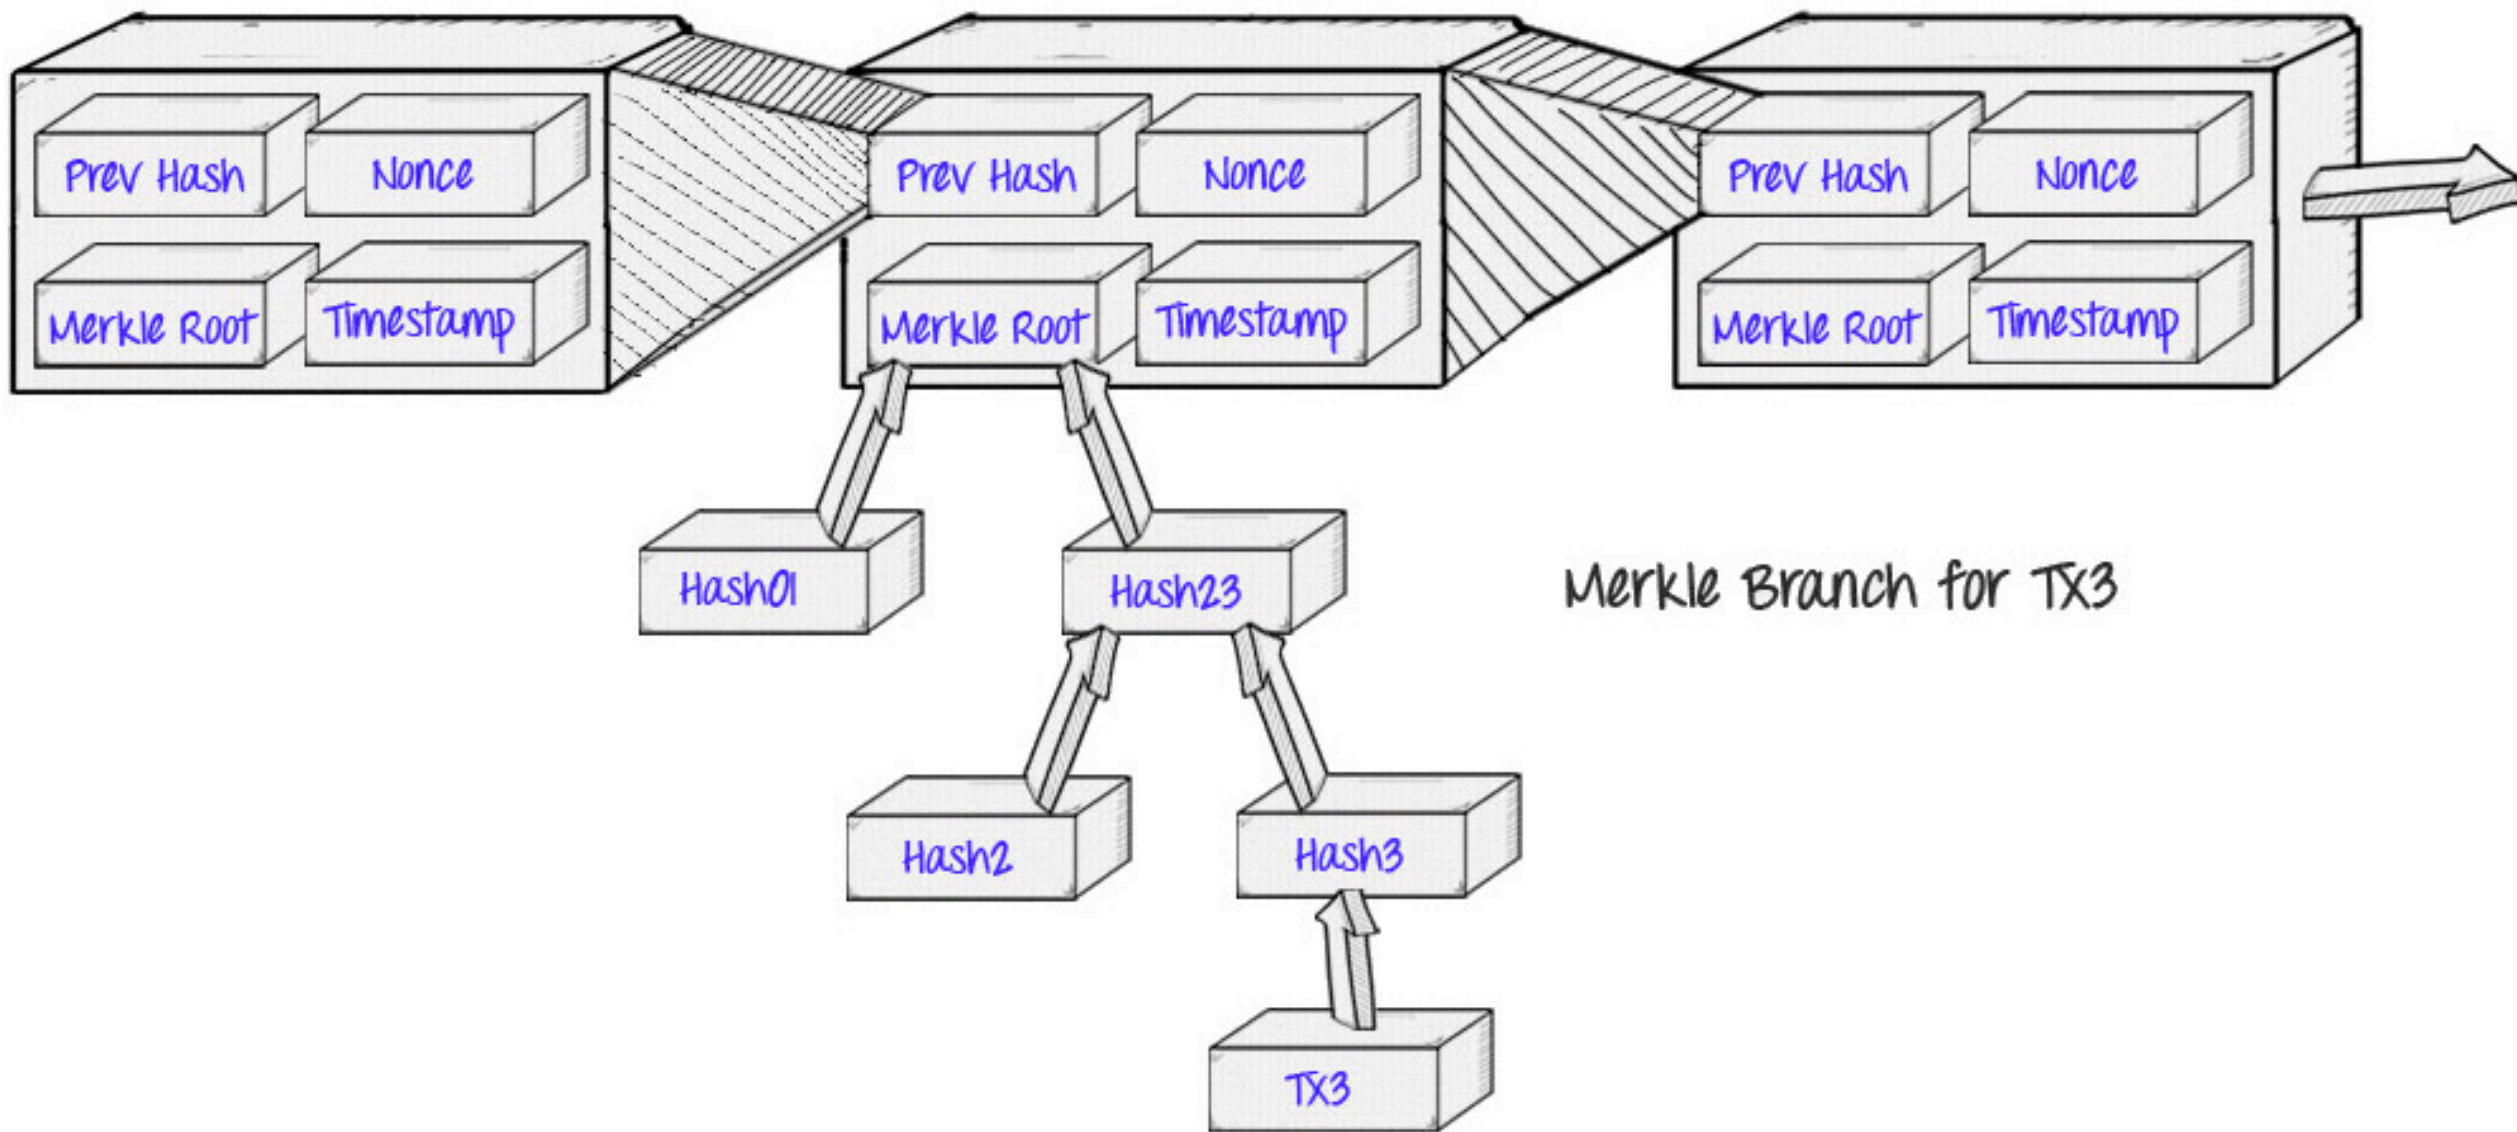 Prev Hash
Nonce
Prev Hash
Nonce
Prev Hash
Nonce
Merkle Root
Timestamp
Merkle Root
Timestamp
Merkle Root
Timestamp
Hash01
Hash23
Merkle Branch for TX3
Hash2
Hash3
TX3